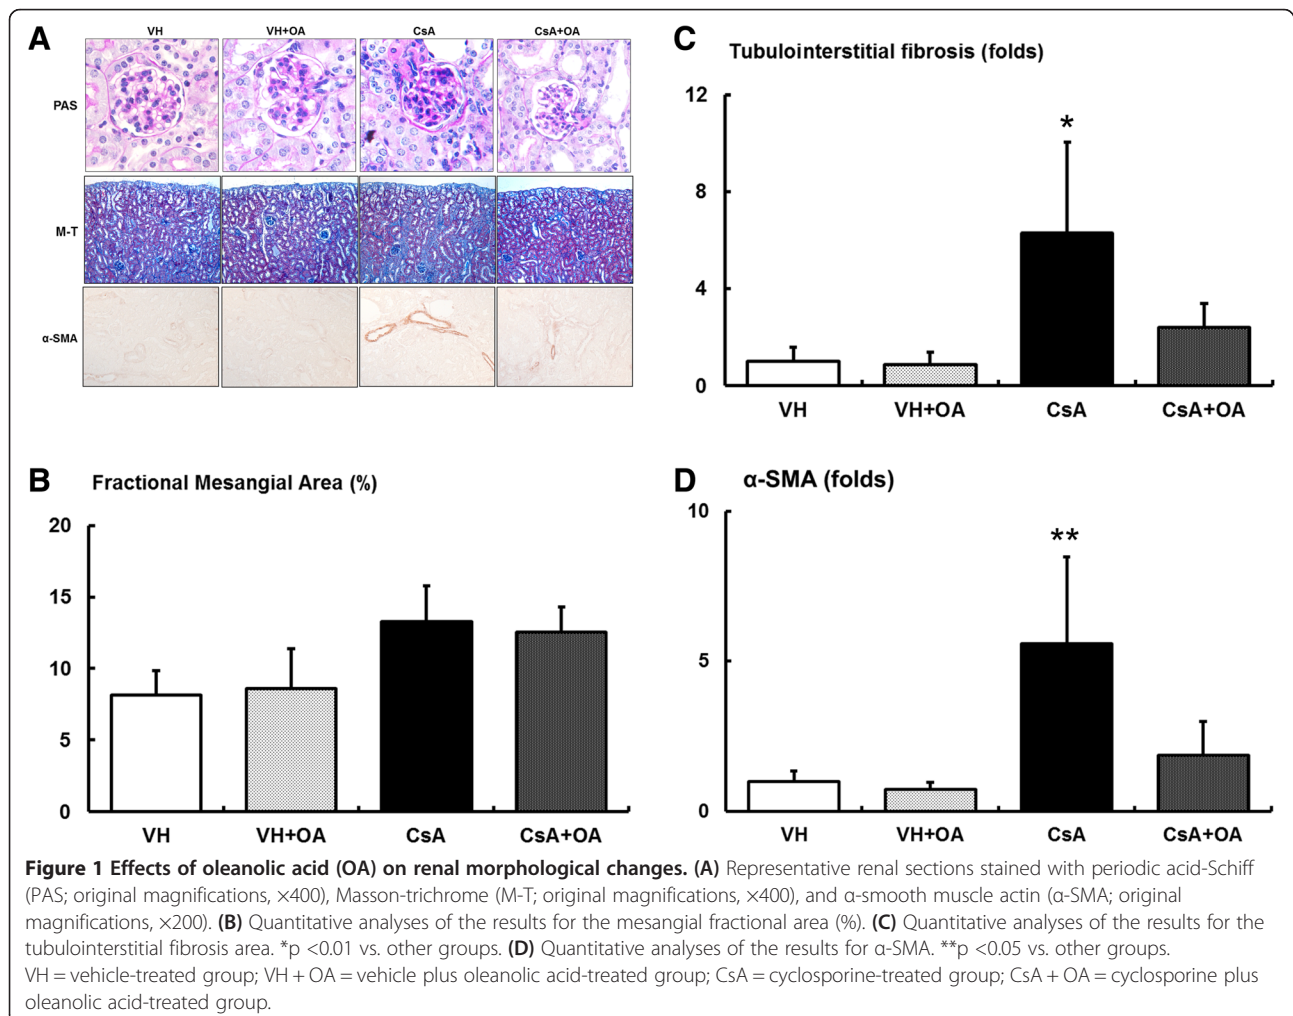 A
VH
VH+OA
CsA
CsA+OA
PAS
M-T
α-SMA
B
Fractional Mesangial Area (%)
20
15
10
5
0
VH
VH+OA
CsA
CsA+OA
C
Tubulointerstitial fibrosis (folds)
12
8
4
0
*
VH
VH+OA
CsA
CsA+OA
D
α-SMA (folds)
10
5
0
**
VH
VH+OA
CsA
CsA+OA
Figure 1 Effects of oleanolic acid (OA) on renal morphological changes. (A) Representative renal sections stained with periodic acid-Schiff
(PAS; original magnifications, ×400), Masson-trichrome (M-T; original magnifications, ×400), and α-smooth muscle actin (α-SMA; original
magnifications, ×200). (B) Quantitative analyses of the results for the mesangial fractional area (%). (C) Quantitative analyses of the results for the
tubulointerstitial fibrosis area. *p <0.01 vs. other groups. (D) Quantitative analyses of the results for α-SMA. **p <0.05 vs. other groups.
VH = vehicle-treated group; VH + OA = vehicle plus oleanolic acid-treated group; CsA = cyclosporine-treated group; CsA + OA = cyclosporine plus
oleanolic acid-treated group.